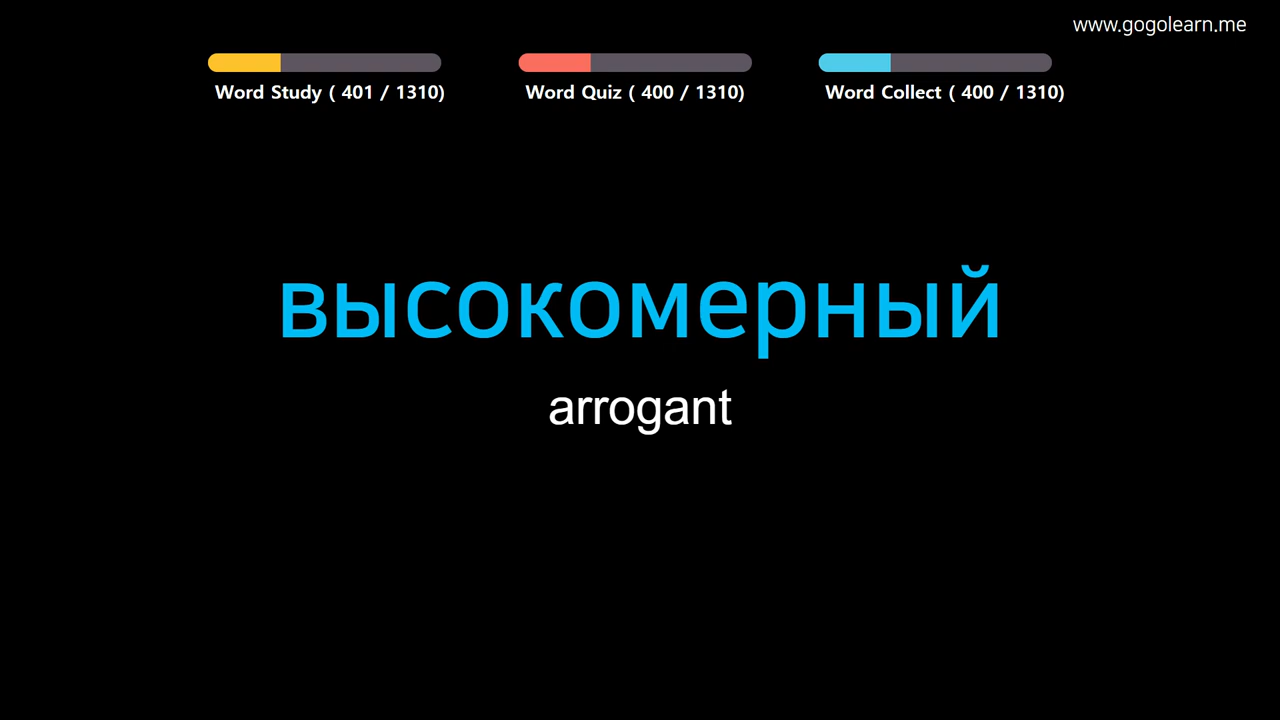 www.gogolearn.me
Word Study ( 401 / 1310)
Word Quiz ( 400 / 1310)
Word Collect ( 400 / 1310)
высокомерный
arrogant